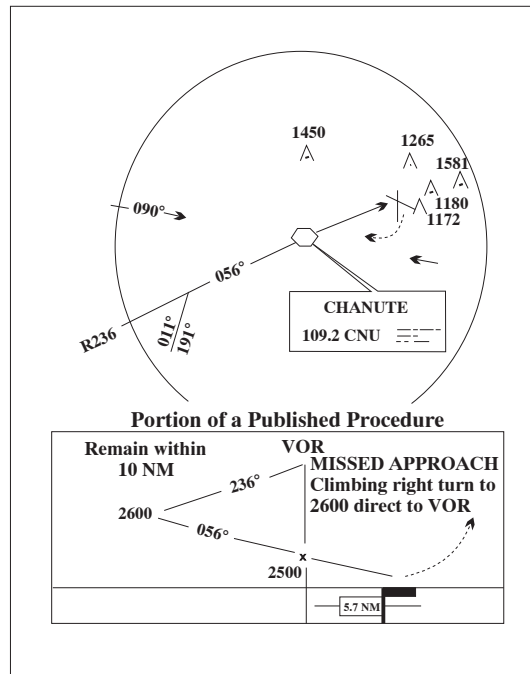 1450
1265
1581
1180
1172
090°
056°
R236
011°
191°
CHANUTE
109.2 CNU
Portion of a Published Procedure
Remain within
10 NM
VOR
MISSED APPROACH
Climbing right turn to
2600 direct to VOR
236°
2600
056°
2500
x
5.7 NM